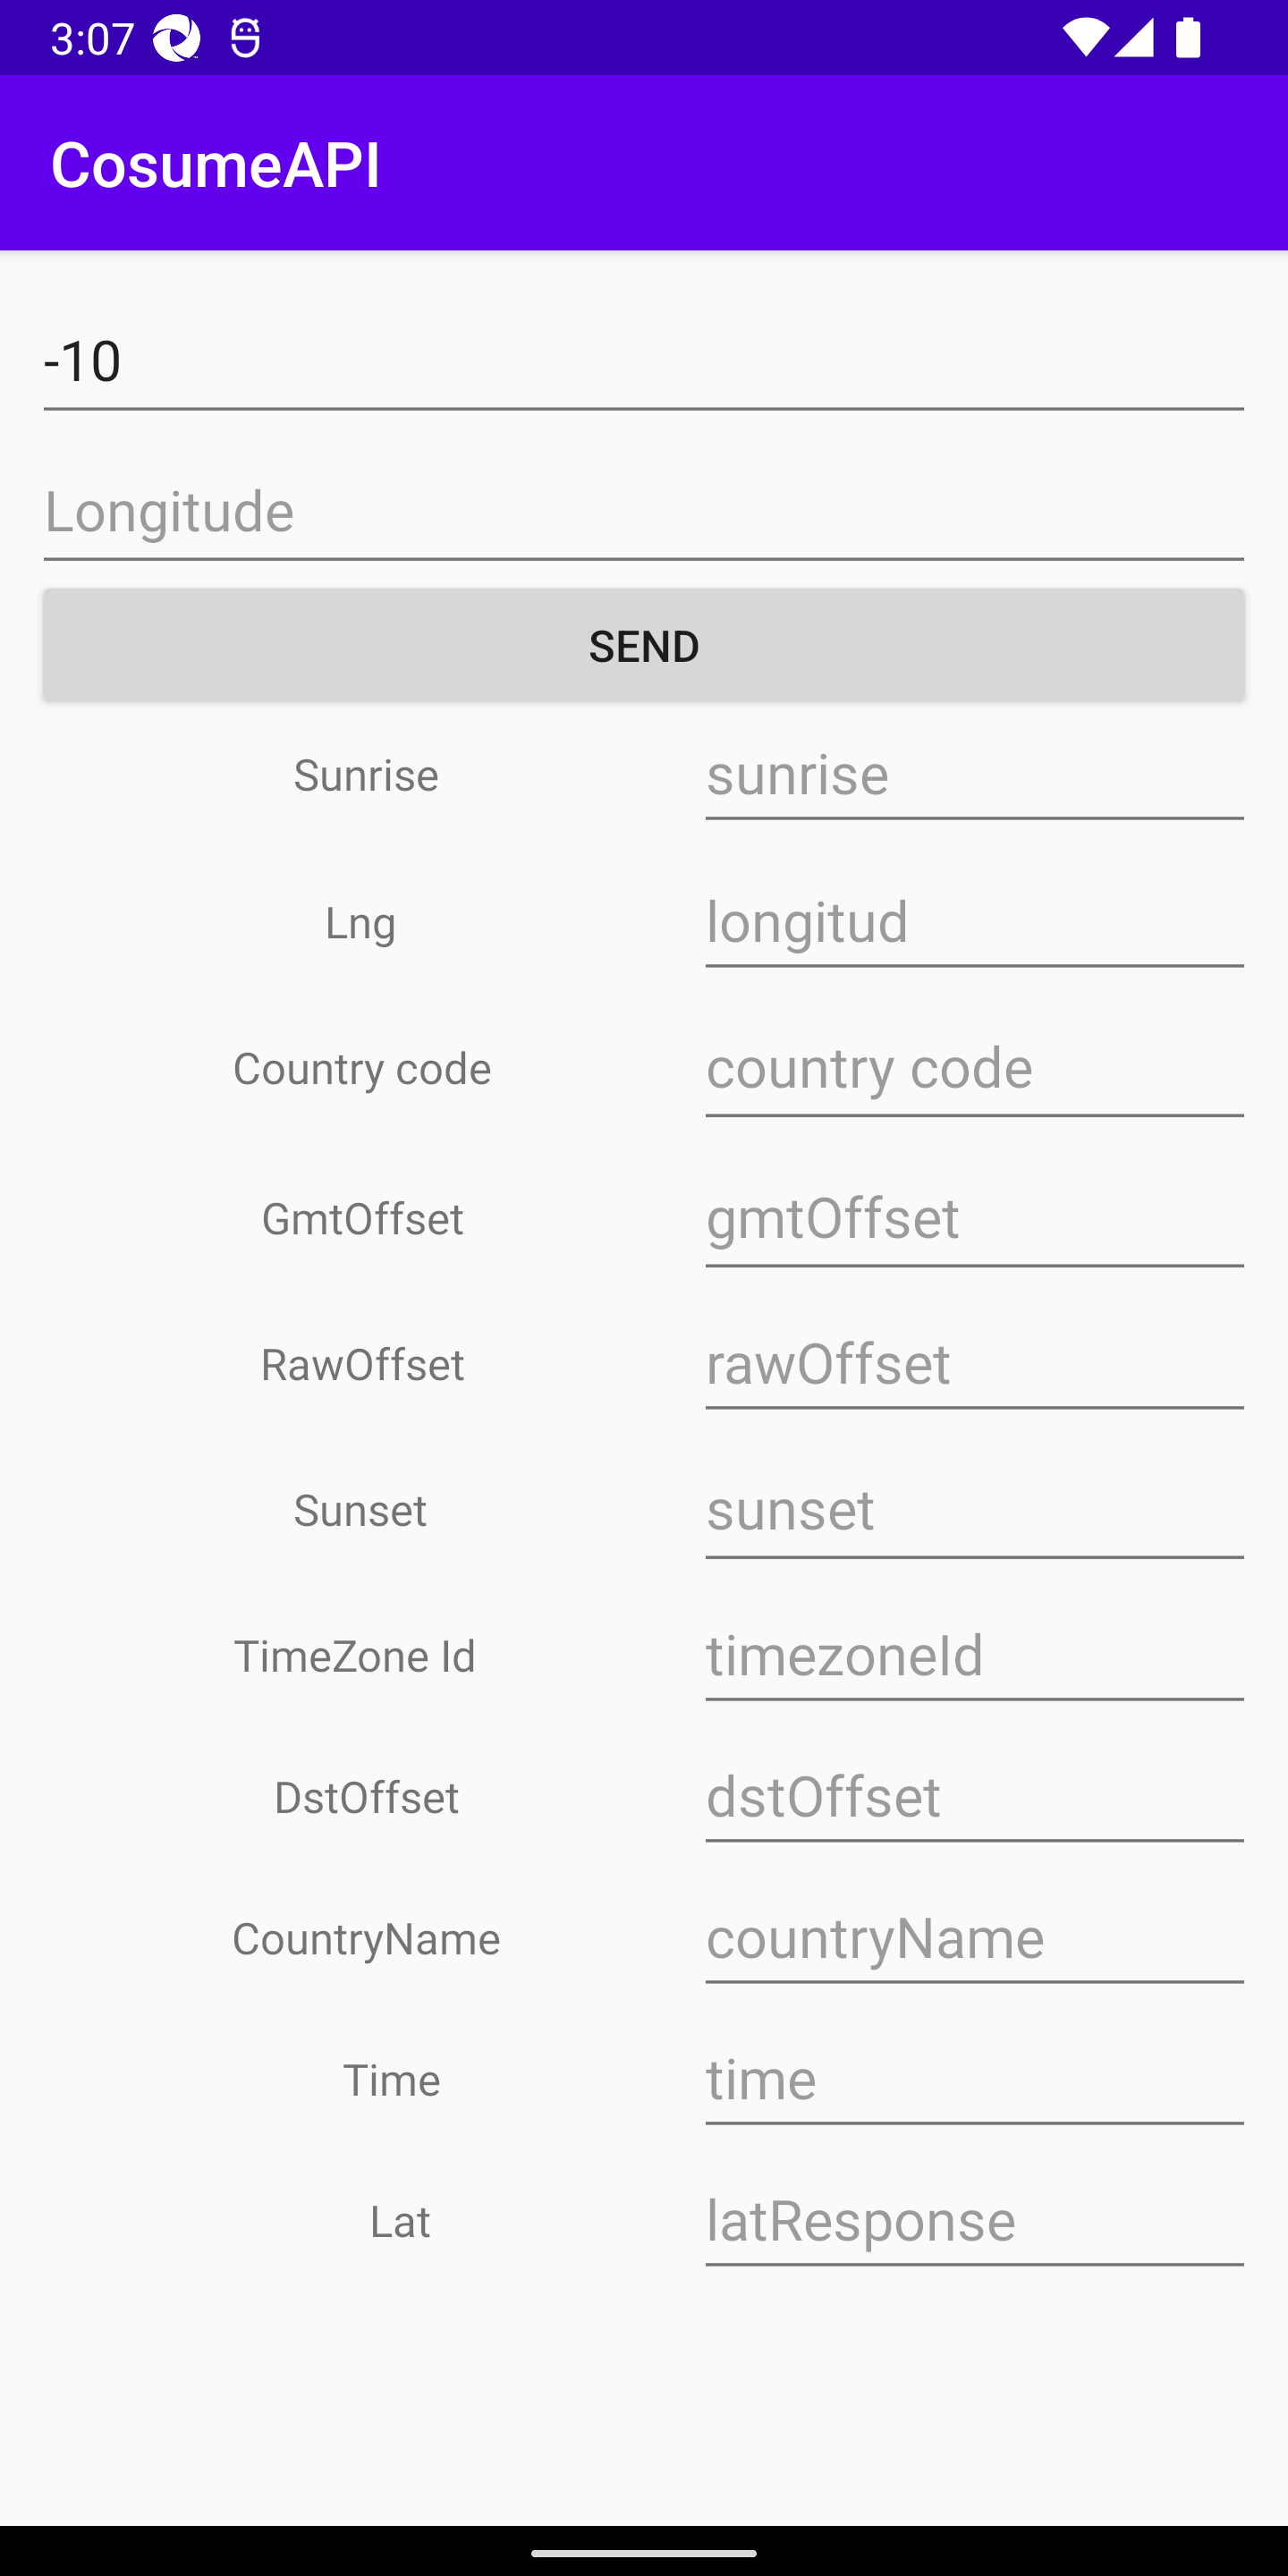 3:07
CosumeAPI
-10
Longitude
SEND
Sunrise sunrise
Lng longitud
Country code country code
GmtOffset gmtOffset
RawOffset rawOffset
Sunset sunset
TimeZone Id timezoneId
DstOffset dstOffset
CountryName countryName
Time time
Lat latResponse